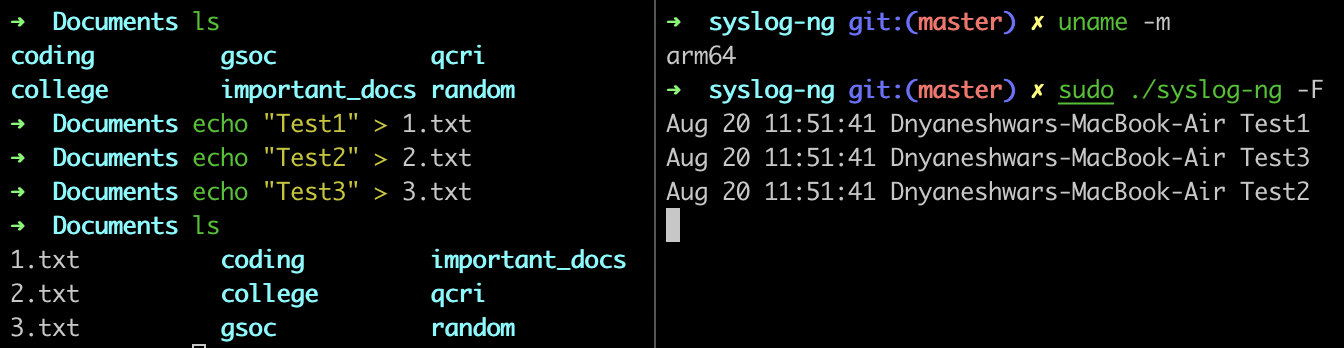 ➜  Documents ls
coding         gsoc           qcri
college        important_docs random
➜  Documents echo "Test1" > 1.txt
➜  Documents echo "Test2" > 2.txt
➜  Documents echo "Test3" > 3.txt
➜  Documents ls
1.txt          coding         important_docs
2.txt          college        qcri
3.txt          gsoc           random
➜  syslog-ng git:(master) ✗ uname -m
arm64
➜  syslog-ng git:(master) ✗ sudo ./syslog-ng -F
Aug 20 11:51:41 Dnyaneshwars-MacBook-Air Test1
Aug 20 11:51:41 Dnyaneshwars-MacBook-Air Test3
Aug 20 11:51:41 Dnyaneshwars-MacBook-Air Test2